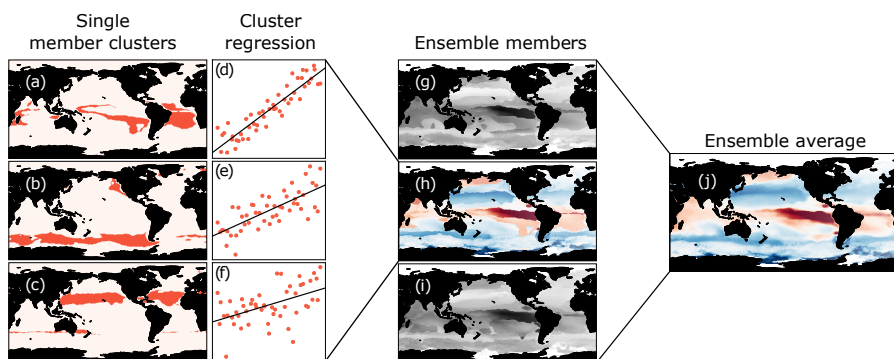 Single
member clusters
Cluster
regression
Ensemble members
Ensemble average
(a)
(d)
(g)
(b)
(e)
(h)
(j)
(c)
(f)
(i)